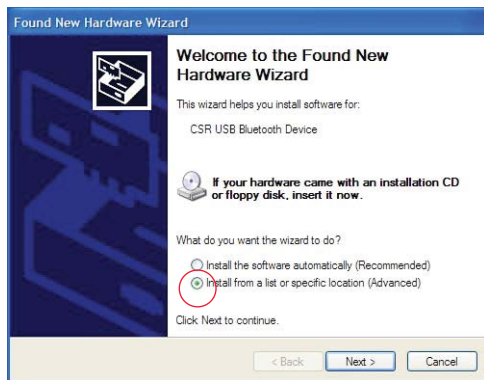 Found New Hardware Wizard
Welcome to the Found New
Hardware Wizard
This wizard helps you install software for:
CSR USB Bluetooth Device
If your hardware came with an installation CD
or floppy disk, insert it now.
What do you want the wizard to do?
Install the software automatically (Recommended)
Install from a list or specific location (Advanced)
Click Next to continue.
< Back
Next >
Cancel